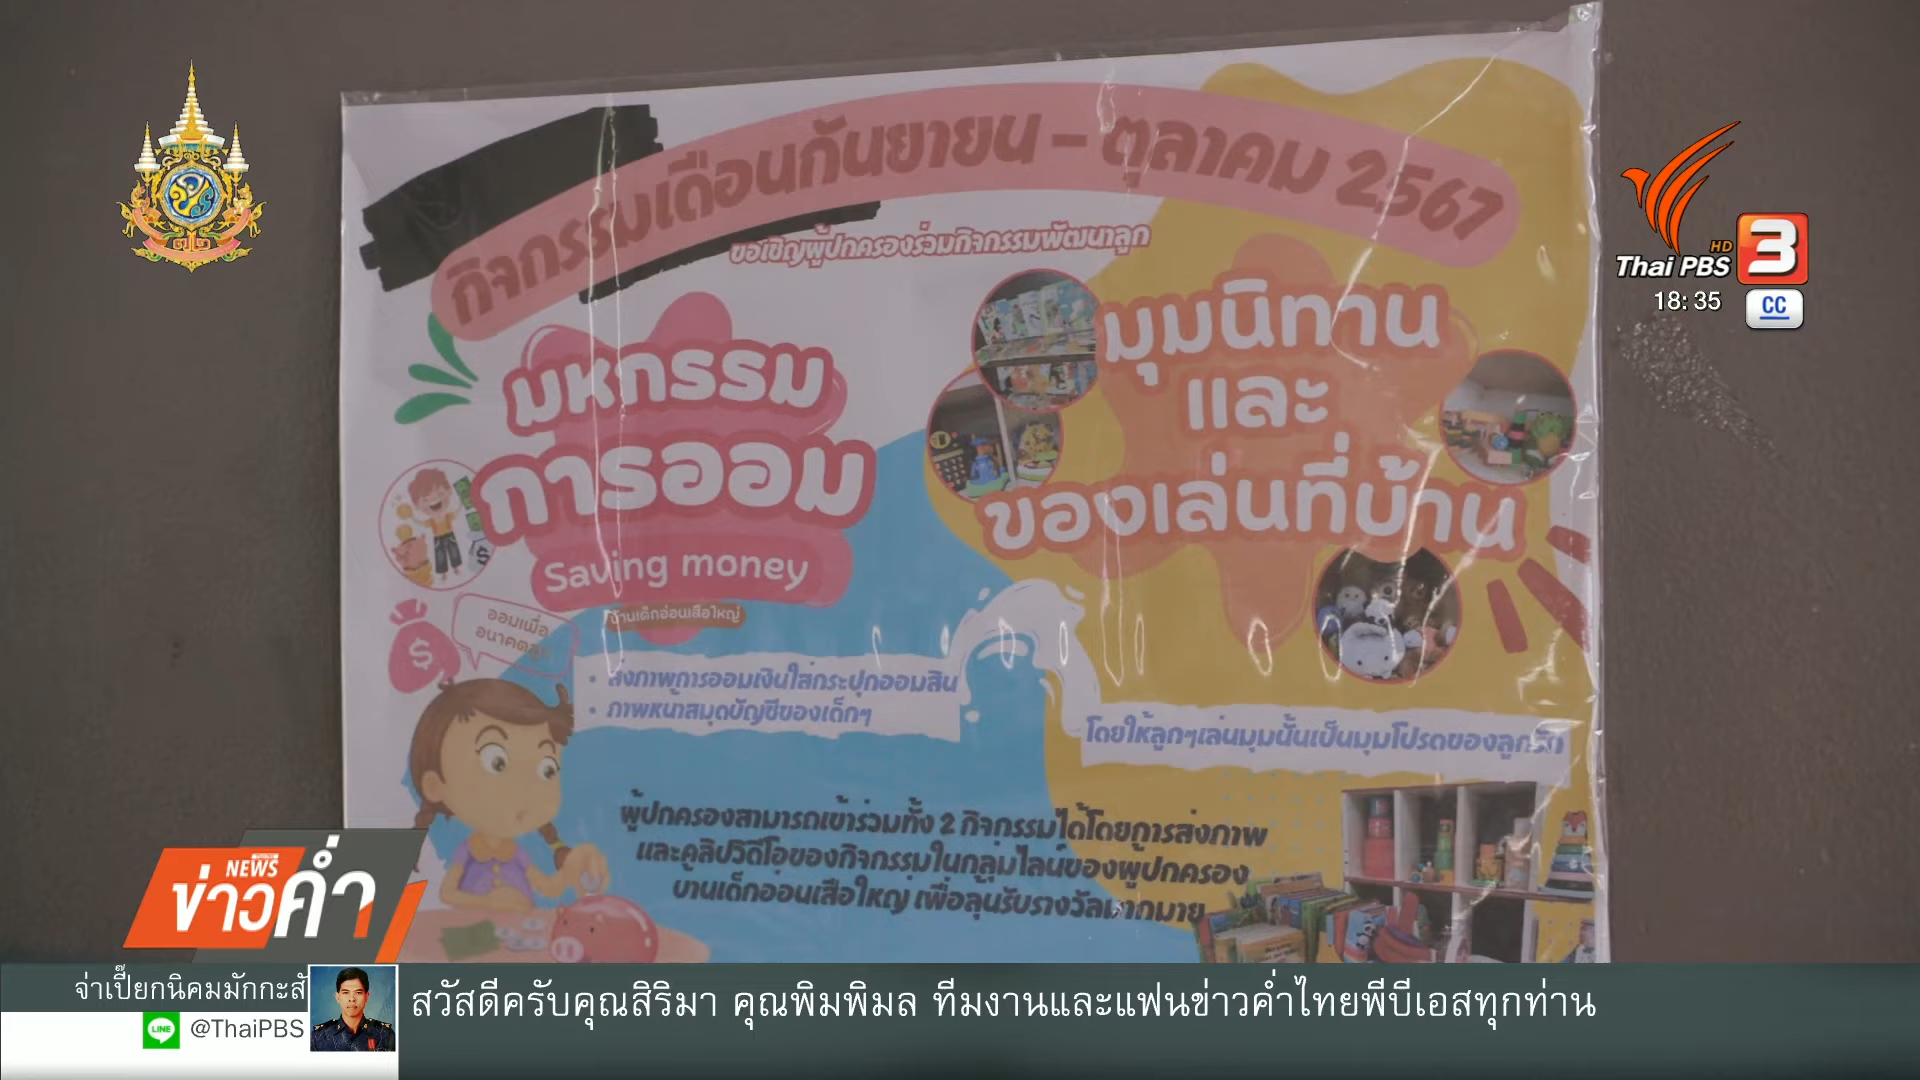 กิจกรรมเดือนกันยายน – ตุลาคม 2567
ขอเชิญผู้ปกครองร่วมกิจกรรมพัฒนาลูก
มหกรรม
การออม
Saving money
บ้านเด็กอ่อนเสือใหญ่
ออมเพื่อ
$
$
• ส่งภาพการออมเงินใส่กระปุกออมสิน
• ภาพหน้าสมุดบัญชีของเด็กๆ
มุมนิทาน
และ
ของเล่นที่บ้าน
โดยให้ลูกๆเล่นมุมนั้นเป็นมุมโปรดของลูกรัก
ผู้ปกครองสามารถเข้าร่วมทั้ง 2 กิจกรรมได้โดยการส่งภาพ
และคลิปวิดีโอของกิจกรรมในกลุ่มไลน์ของผู้ปกครอง
บ้านเด็กอ่อนเสือใหญ่ เพื่อลุ้นรับรางวัลมากมาย
๗๒
HD
Thai PBS
3
18:35
CC
NEWS
ข่าวค่ำ
จ่าเปี๊ยกนิคมมักกะสั
LINE
@ThaiPBS
สวัสดีครับคุณสิริมา คุณพิมพิมล ทีมงานและแฟนข่าวค่ำไทยพีบีเอสทุกท่าน